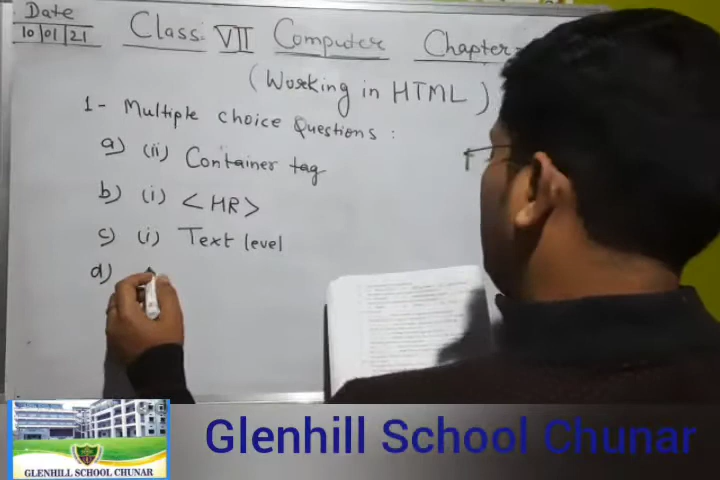 Date
10/01/21
Class: VII Computer Chapter-
(Working in HTML)
1- Multiple choice Questions :
a) (ii) Container tag
b) (i) <HR>
c) (i) Text level
d)
GLENHILL SCHOOL CHUNAR
Glenhill School Chunar